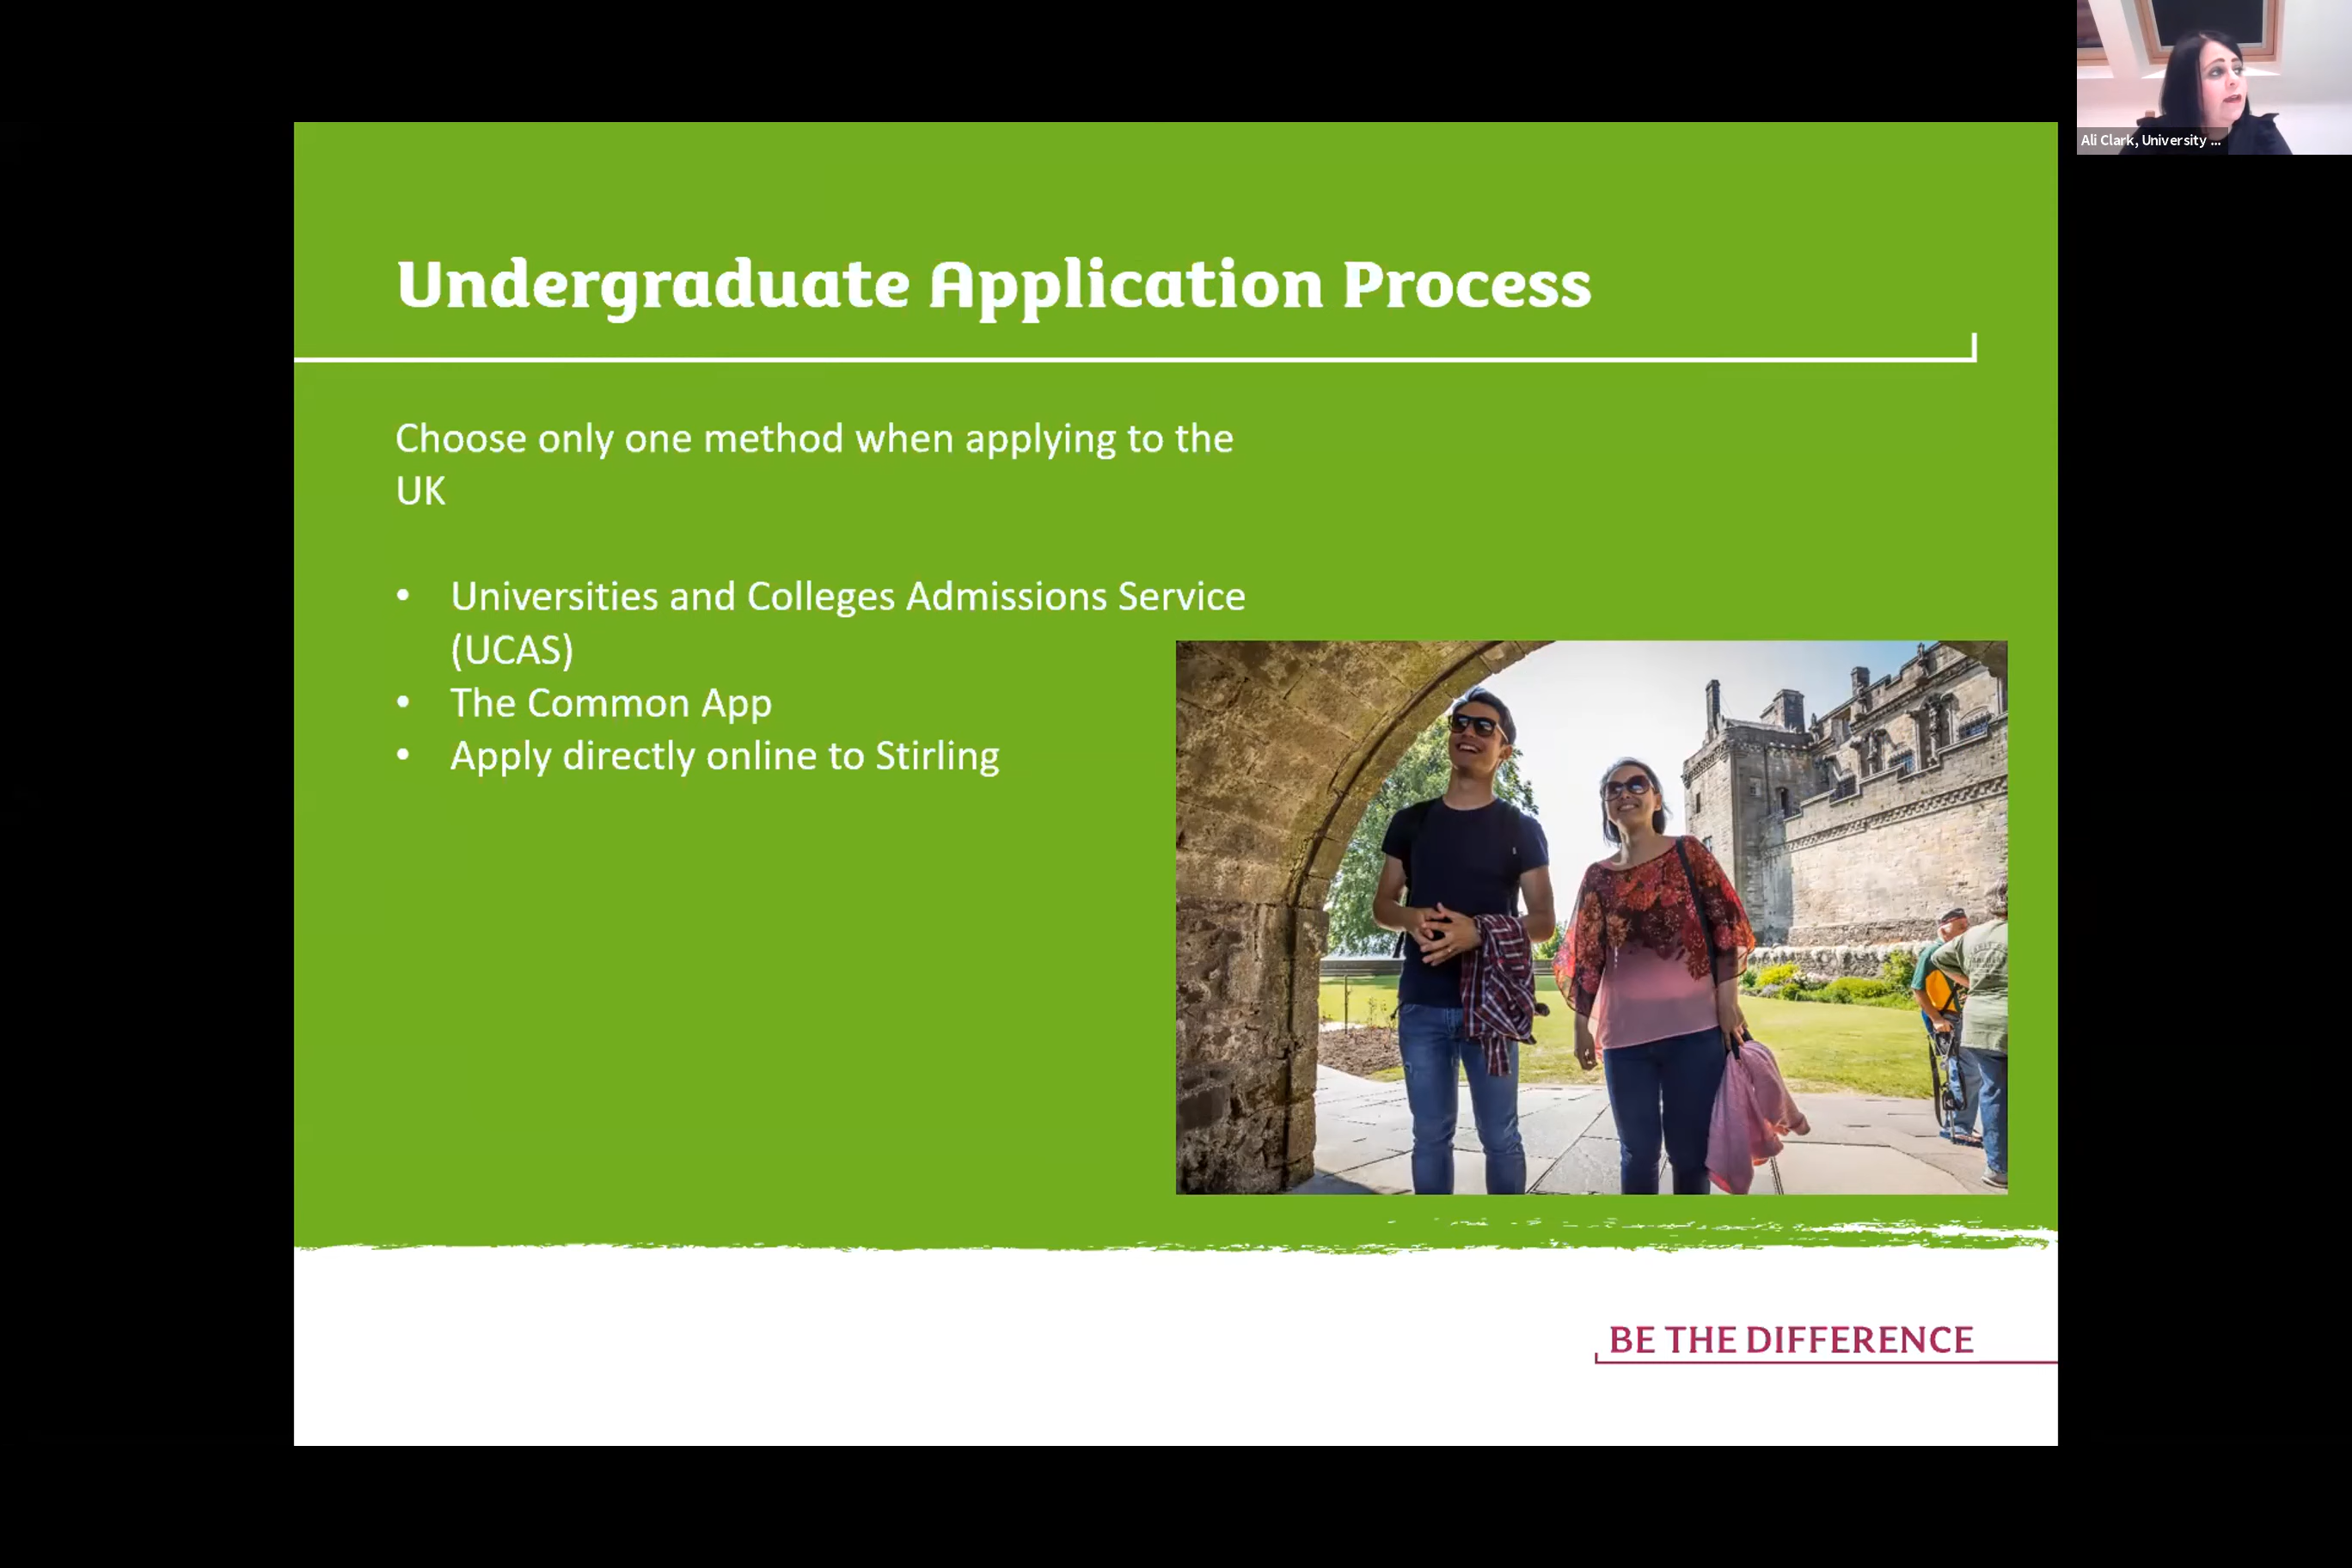 Ali Clark, University ...
Undergraduate Application Process
Choose only one method when applying to the
UK
• Universities and Colleges Admissions Service
(UCAS)
• The Common App
• Apply directly online to Stirling
BE THE DIFFERENCE